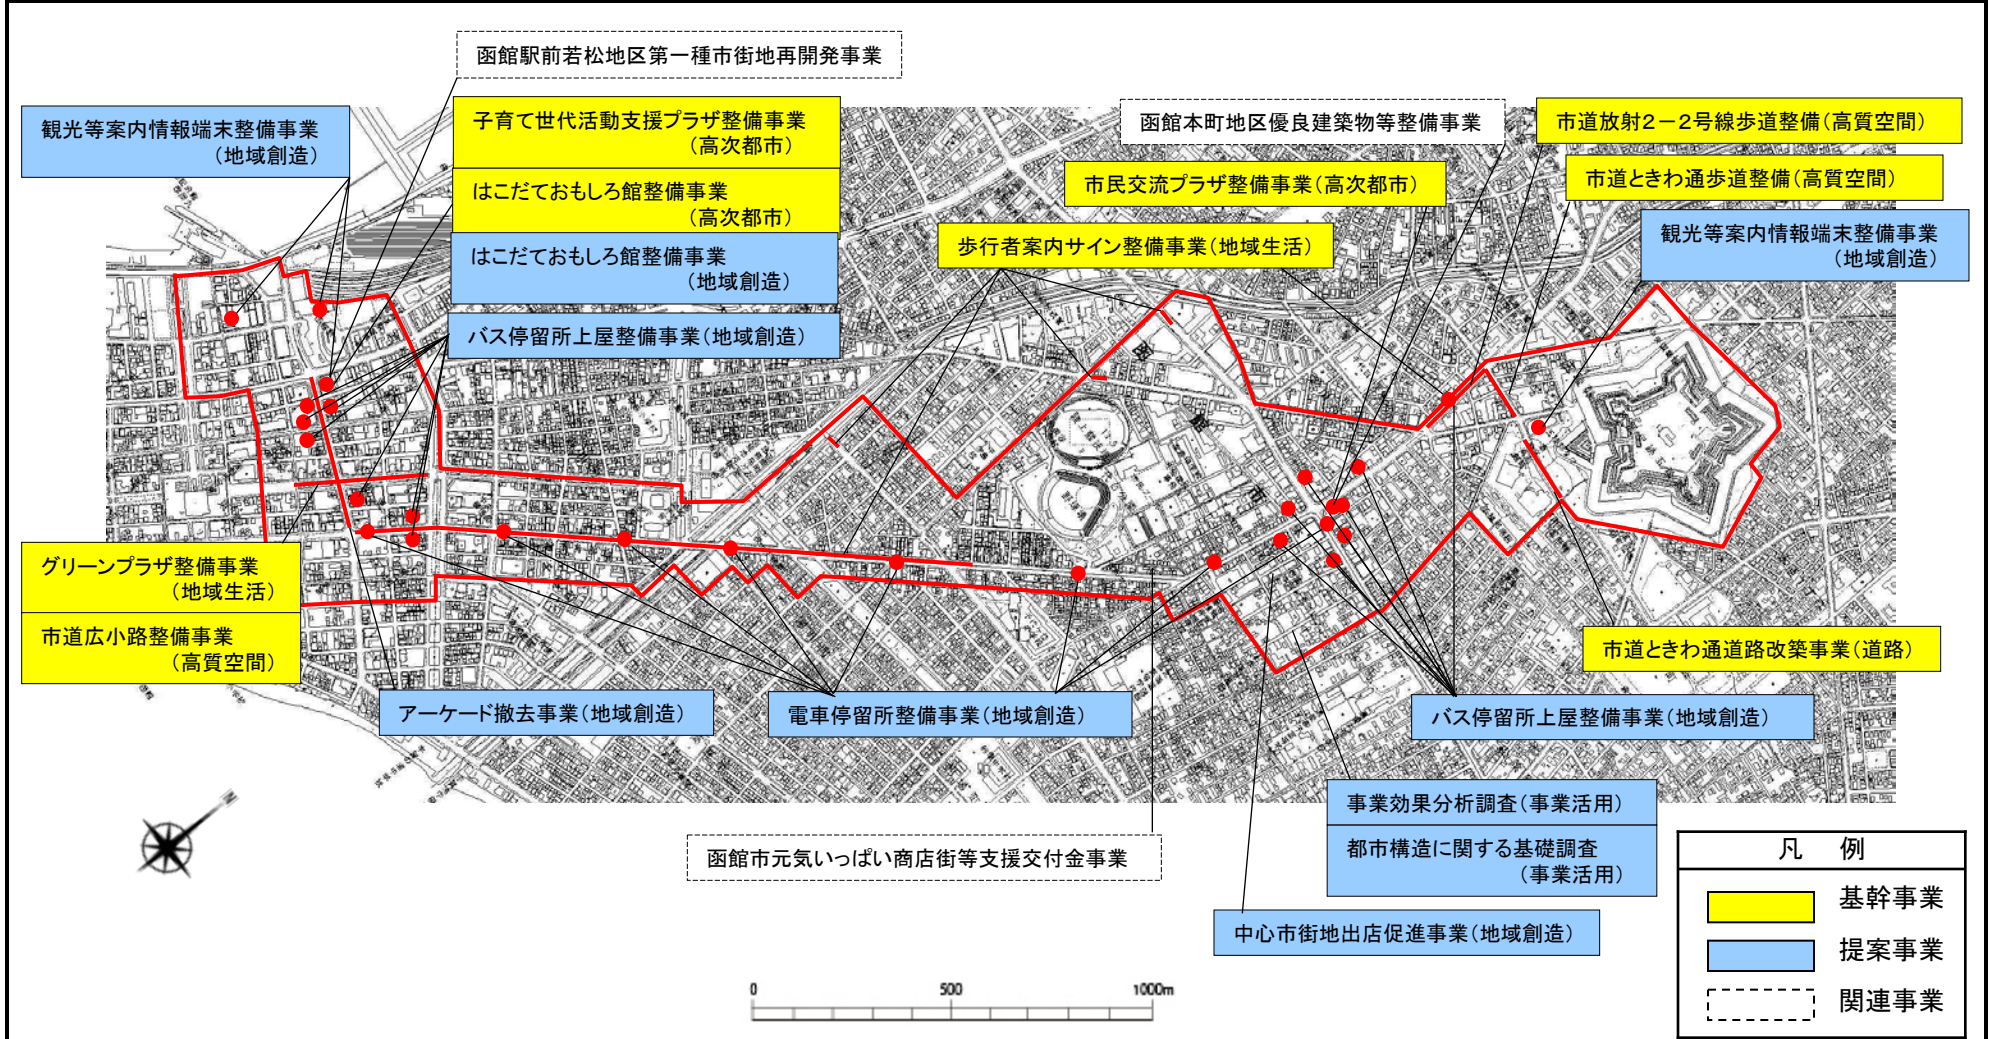 函館駅前若松地区第一種市街地再開発事業
観光等案内情報端末整備事業
(地域創造)
子育て世代活動支援プラザ整備事業
(高次都市)
はこだておもしろ館整備事業
(高次都市)
はこだておもしろ館整備事業
(地域創造)
バス停留所上屋整備事業(地域創造)
函館本町地区優良建築物等整備事業
市民交流プラザ整備事業(高次都市)
歩行者案内サイン整備事業(地域生活)
市道放射2-2号線歩道整備(高質空間)
市道ときわ通歩道整備(高質空間)
観光等案内情報端末整備事業
(地域創造)
函
館
市
グリーンプラザ整備事業
(地域生活)
市道広小路整備事業
(高質空間)
アーケード撤去事業(地域創造)
電車停留所整備事業(地域創造)
市道ときわ通道路改築事業(道路)
バス停留所上屋整備事業(地域創造)
函館市元気いっぱい商店街等支援交付金事業
事業効果分析調査(事業活用)
都市構造に関する基礎調査
(事業活用)
中心市街地出店促進事業(地域創造)
N
0 500 1000m
凡 例
基幹事業
提案事業
関連事業